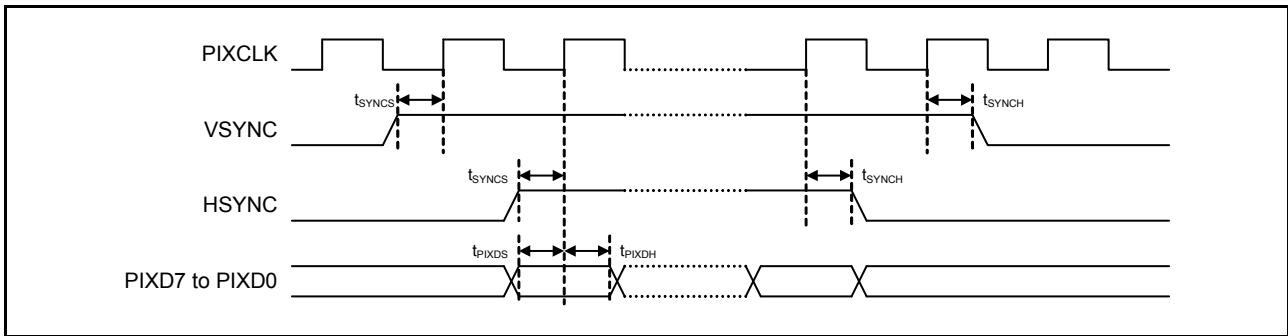 PIXCLK
tSYNCS
tSYNCH
VSYNC
tSYNCS
tSYNCH
HSYNC
tPIXDS
tPIXDH
PIXD7 to PIXD0